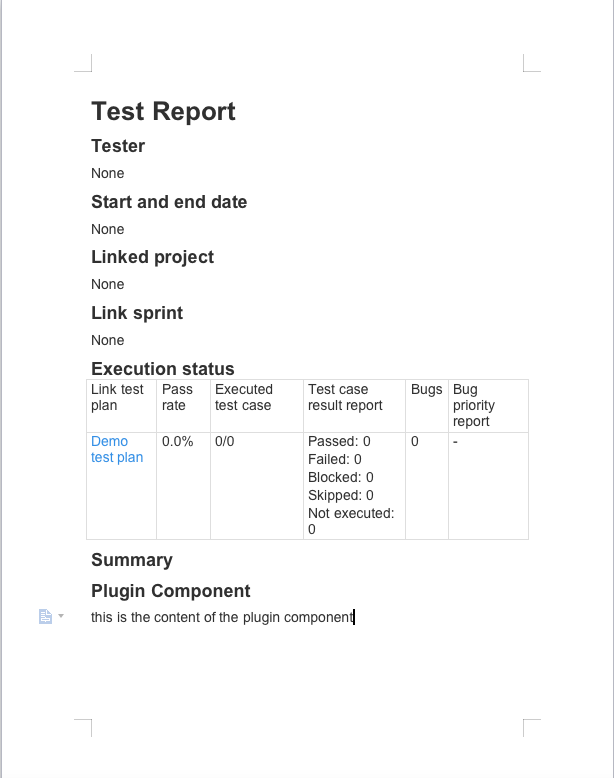 Test Report
Tester
None
Start and end date
None
Linked project
None
Link sprint
None
Execution status
Link test plan
Pass rate
Executed test case
Test case result report
Bugs
Bug priority report
Demo test plan
0.0%
0/0
Passed: 0
Failed: 0
Blocked: 0
Skipped: 0
Not executed: 0
0
-
Summary
Plugin Component
this is the content of the plugin component